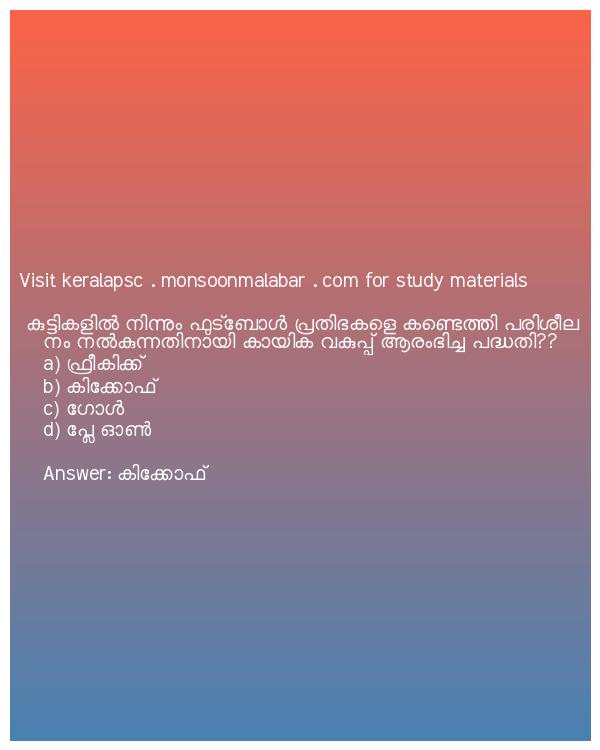 Visit keralapsc . monsoonmalabar . com for study materials
കുട്ടികളിൽ നിന്നും ഫുട്ബോൾ പ്രതിഭകളെ കണ്ടെത്തി പരിശീല
നം നൽകുന്നതിനായി കായിക വകുപ്പ് ആരംഭിച്ച പദ്ധതി??
a) ഫ്രീകിക്ക്
b) കിക്കോഫ്
c) ഗോൾ
d) പ്ലേ ഓൺ
Answer: കിക്കോഫ്